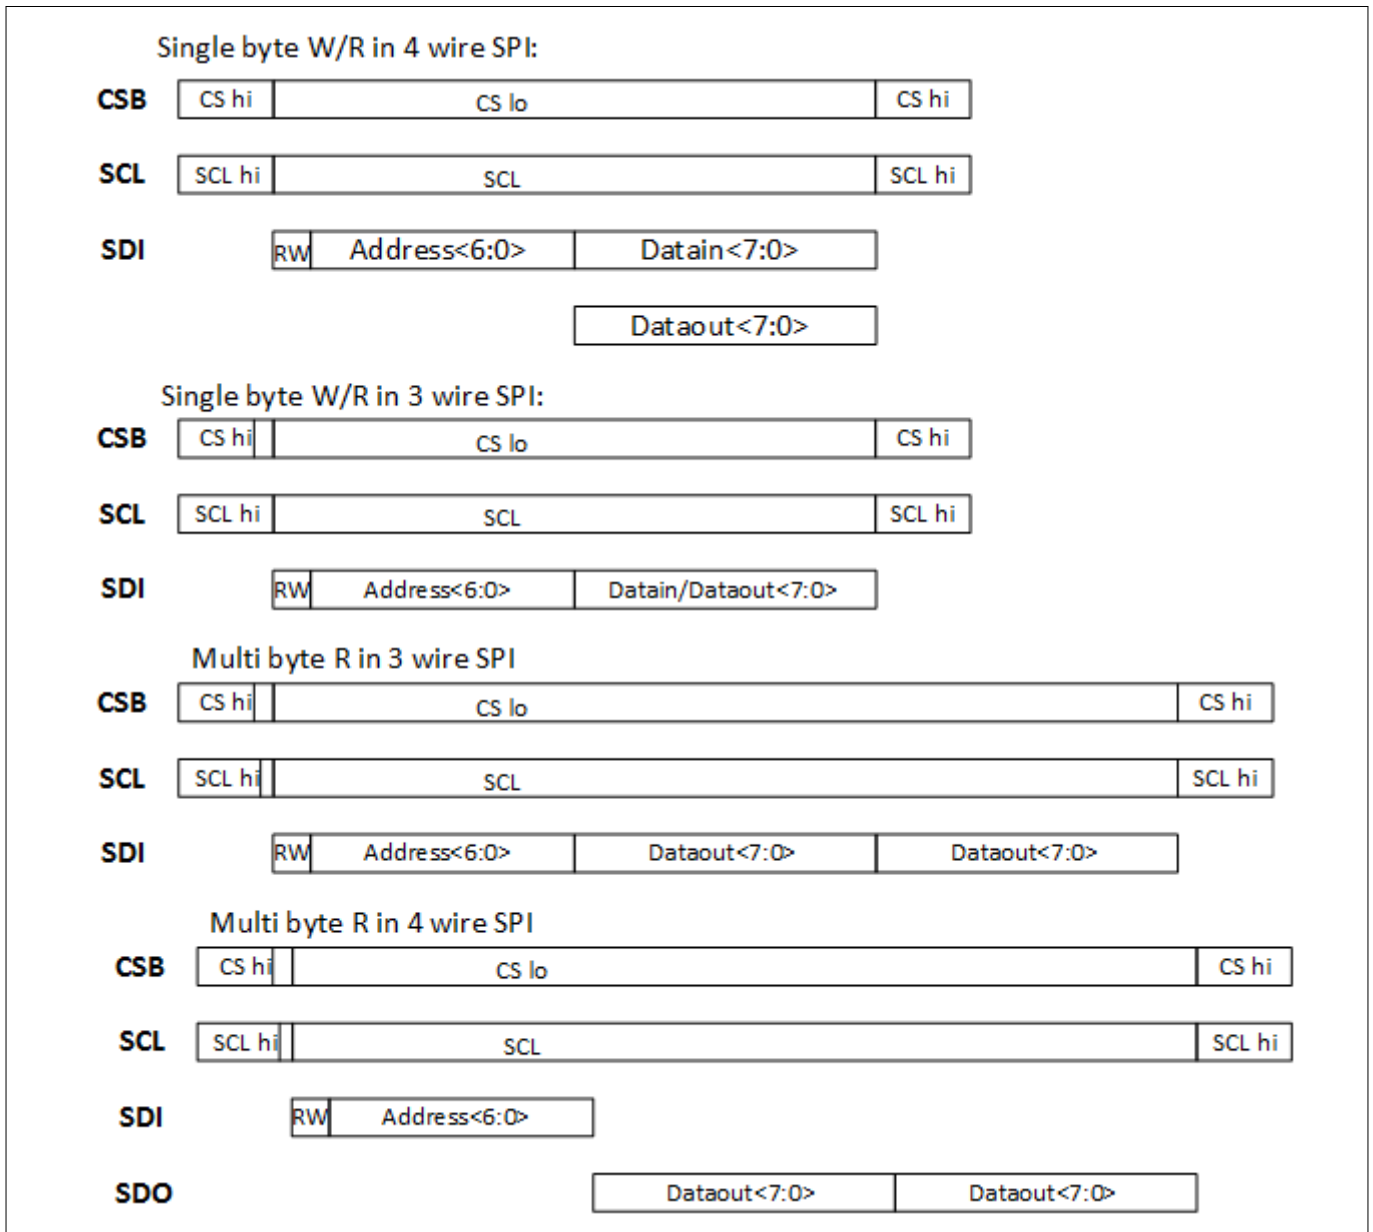 Single byte W/R in 4 wire SPI:
CSB CS hi CS lo CS hi
SCL SCL hi SCL SCL hi
SDI RW Address<6:0> Datain<7:0>
Dataout<7:0>
Single byte W/R in 3 wire SPI:
CSB CS hi CS lo CS hi
SCL SCL hi SCL SCL hi
SDI RW Address<6:0> Datain/Dataout<7:0>
Multi byte R in 3 wire SPI
CSB CS hi CS lo CS hi
SCL SCL hi SCL SCL hi
SDI RW Address<6:0> Dataout<7:0> Dataout<7:0>
Multi byte R in 4 wire SPI
CSB CS hi CS lo CS hi
SCL SCL hi SCL SCL hi
SDI RW Address<6:0>
SDO Dataout<7:0> Dataout<7:0>